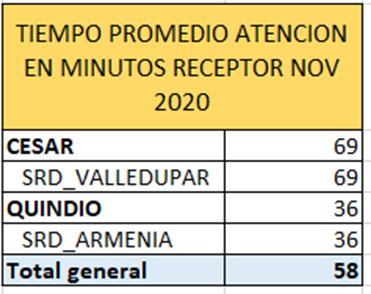 TIEMPO PROMEDIO ATENCION
EN MINUTOS RECEPTOR NOV
2020
CESAR 69
SRD_VALLEDUPAR 69
QUINDIO 36
SRD_ARMENIA 36
Total general 58